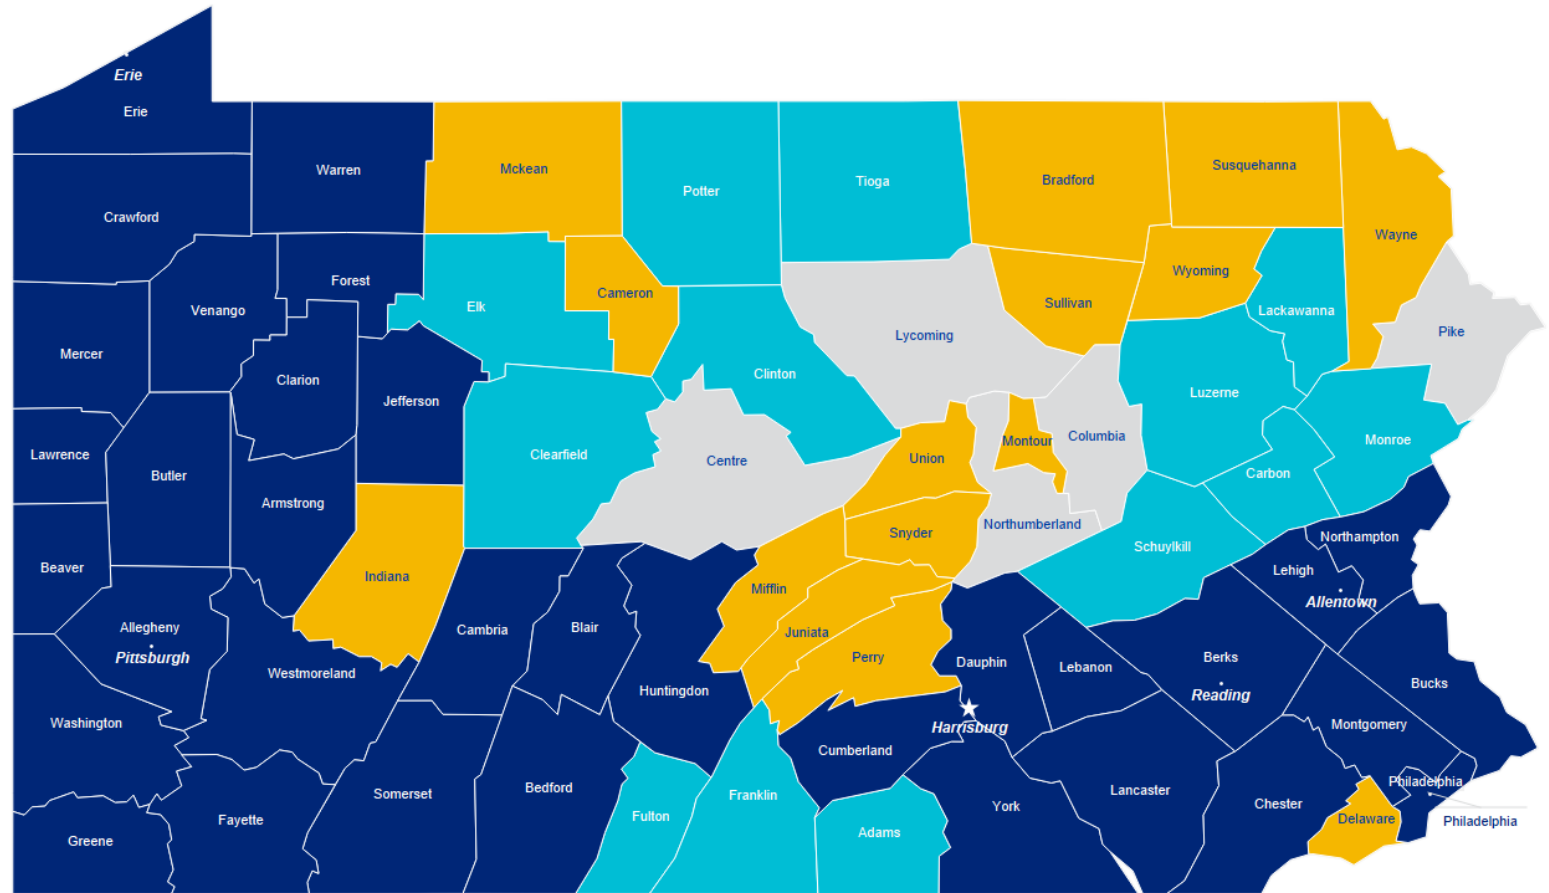 Erie
Erie
Warren
Mckean
Potter
Tioga
Bradford
Susquehanna
Wayne
Crawford
Forest
Venango
Elk
Cameron
Sullivan
Wyoming
Lackawanna
Pike
Lycoming
Mercer
Clarion
Jefferson
Clinton
Luzerne
Monroe
Lawrence
Butler
Clearfield
Centre
Union
Montour
Columbia
Carbon
Armstrong
Snyder
Northumberland
Schuylkill
Northampton
Beaver
Indiana
Mifflin
Lehigh
Allentown
Allegheny
Pittsburgh
Cambria
Blair
Juniata
Perry
Dauphin
Lebanon
Berks
Reading
Westmoreland
Huntingdon
Bucks
Washington
Harrisburg
Cumberland
Montgomery
Philadelphia
Somerset
Bedford
Franklin
Fulton
York
Lancaster
Chester
Delaware
Philadelphia
Greene
Fayette
Adams